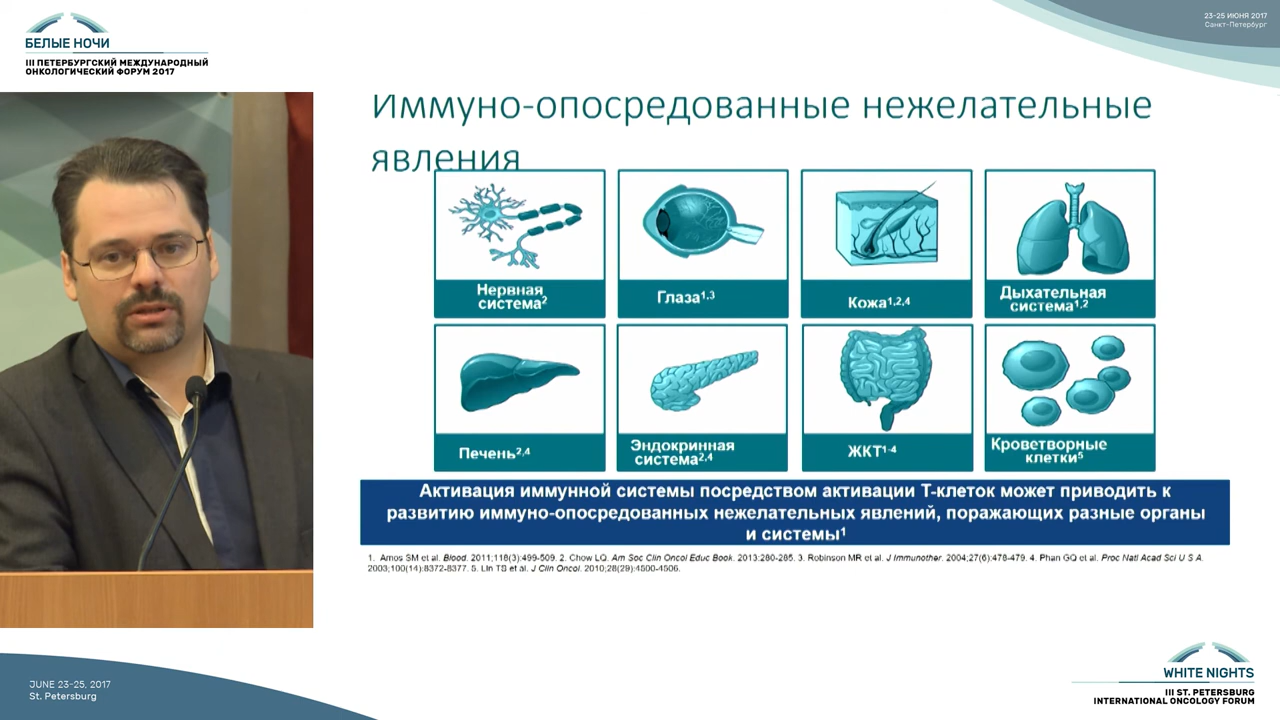 БЕЛЫЕ НОЧИ
III ПЕТЕРБУРГСКИЙ МЕЖДУНАРОДНЫЙ
ОНКОЛОГИЧЕСКИЙ ФОРУМ 2017
23-25 ИЮНЯ 2017
Санкт-Петербург
Иммуно-опосредованные нежелательные
явления
Нервная
система2
Глаза1,3
Кожа1,2,4
Дыхательная
система1,2
Печень2,4
Эндокринная
система2,4
ЖКТ1-4
Кроветворные
клетки5
Активация иммунной системы посредством активации Т-клеток может приводить к
развитию иммуно-опосредованных нежелательных явлений, поражающих разные органы
и системы1
1. Amos SM et al. Blood. 2011;118(3):499-509. 2. Chow LQ. Am Soc Clin Oncol Educ Book. 2013:280-285. 3. Robinson MR et al. J Immunother. 2004;27(6):478-479. 4. Phan GQ et al. Proc Natl Acad Sci U S A.
2003;100(14):8372-8377. 5. Lin TS et al. J Clin Oncol. 2010;28(29):4500-4506.
JUNE 23-25, 2017
St. Petersburg
WHITE NIGHTS
III ST. PETERSBURG
INTERNATIONAL ONCOLOGY FORUM